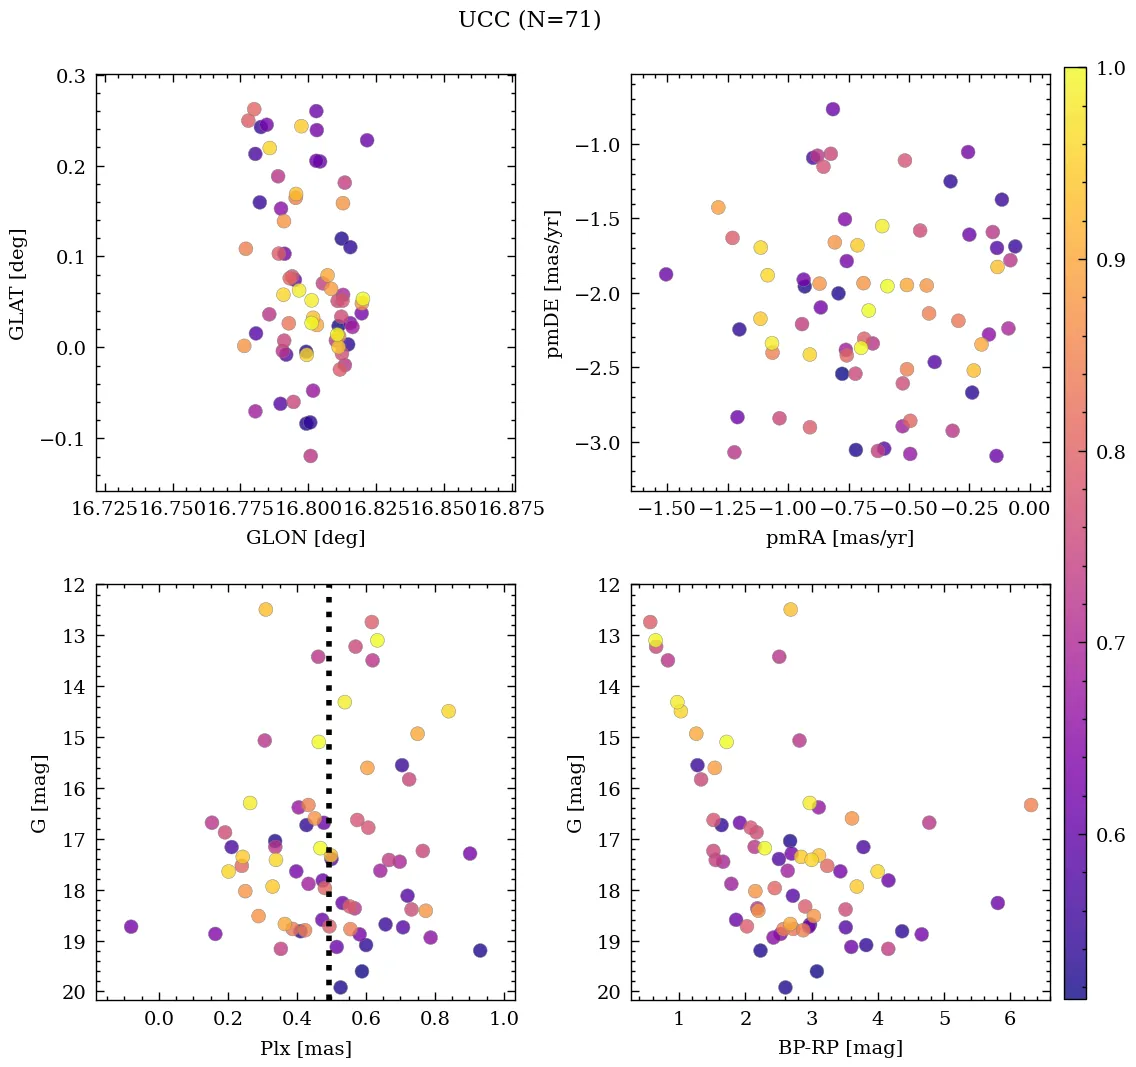 UCC (N=71)
0.3
0.2
0.1
0.0
−0.1
GLAT [deg]
16.725 16.750 16.775 16.800 16.825 16.850 16.875
GLON [deg]
−1.0
−1.5
−2.0
−2.5
−3.0
pmDE [mas/yr]
−1.50 −1.25 −1.00 −0.75 −0.50 −0.25 0.00
pmRA [mas/yr]
1.0
0.9
0.8
0.7
0.6
12
13
14
15
16
17
18
19
20
G [mag]
0.0 0.2 0.4 0.6 0.8 1.0
Plx [mas]
12
13
14
15
16
17
18
19
20
G [mag]
1 2 3 4 5 6
BP-RP [mag]